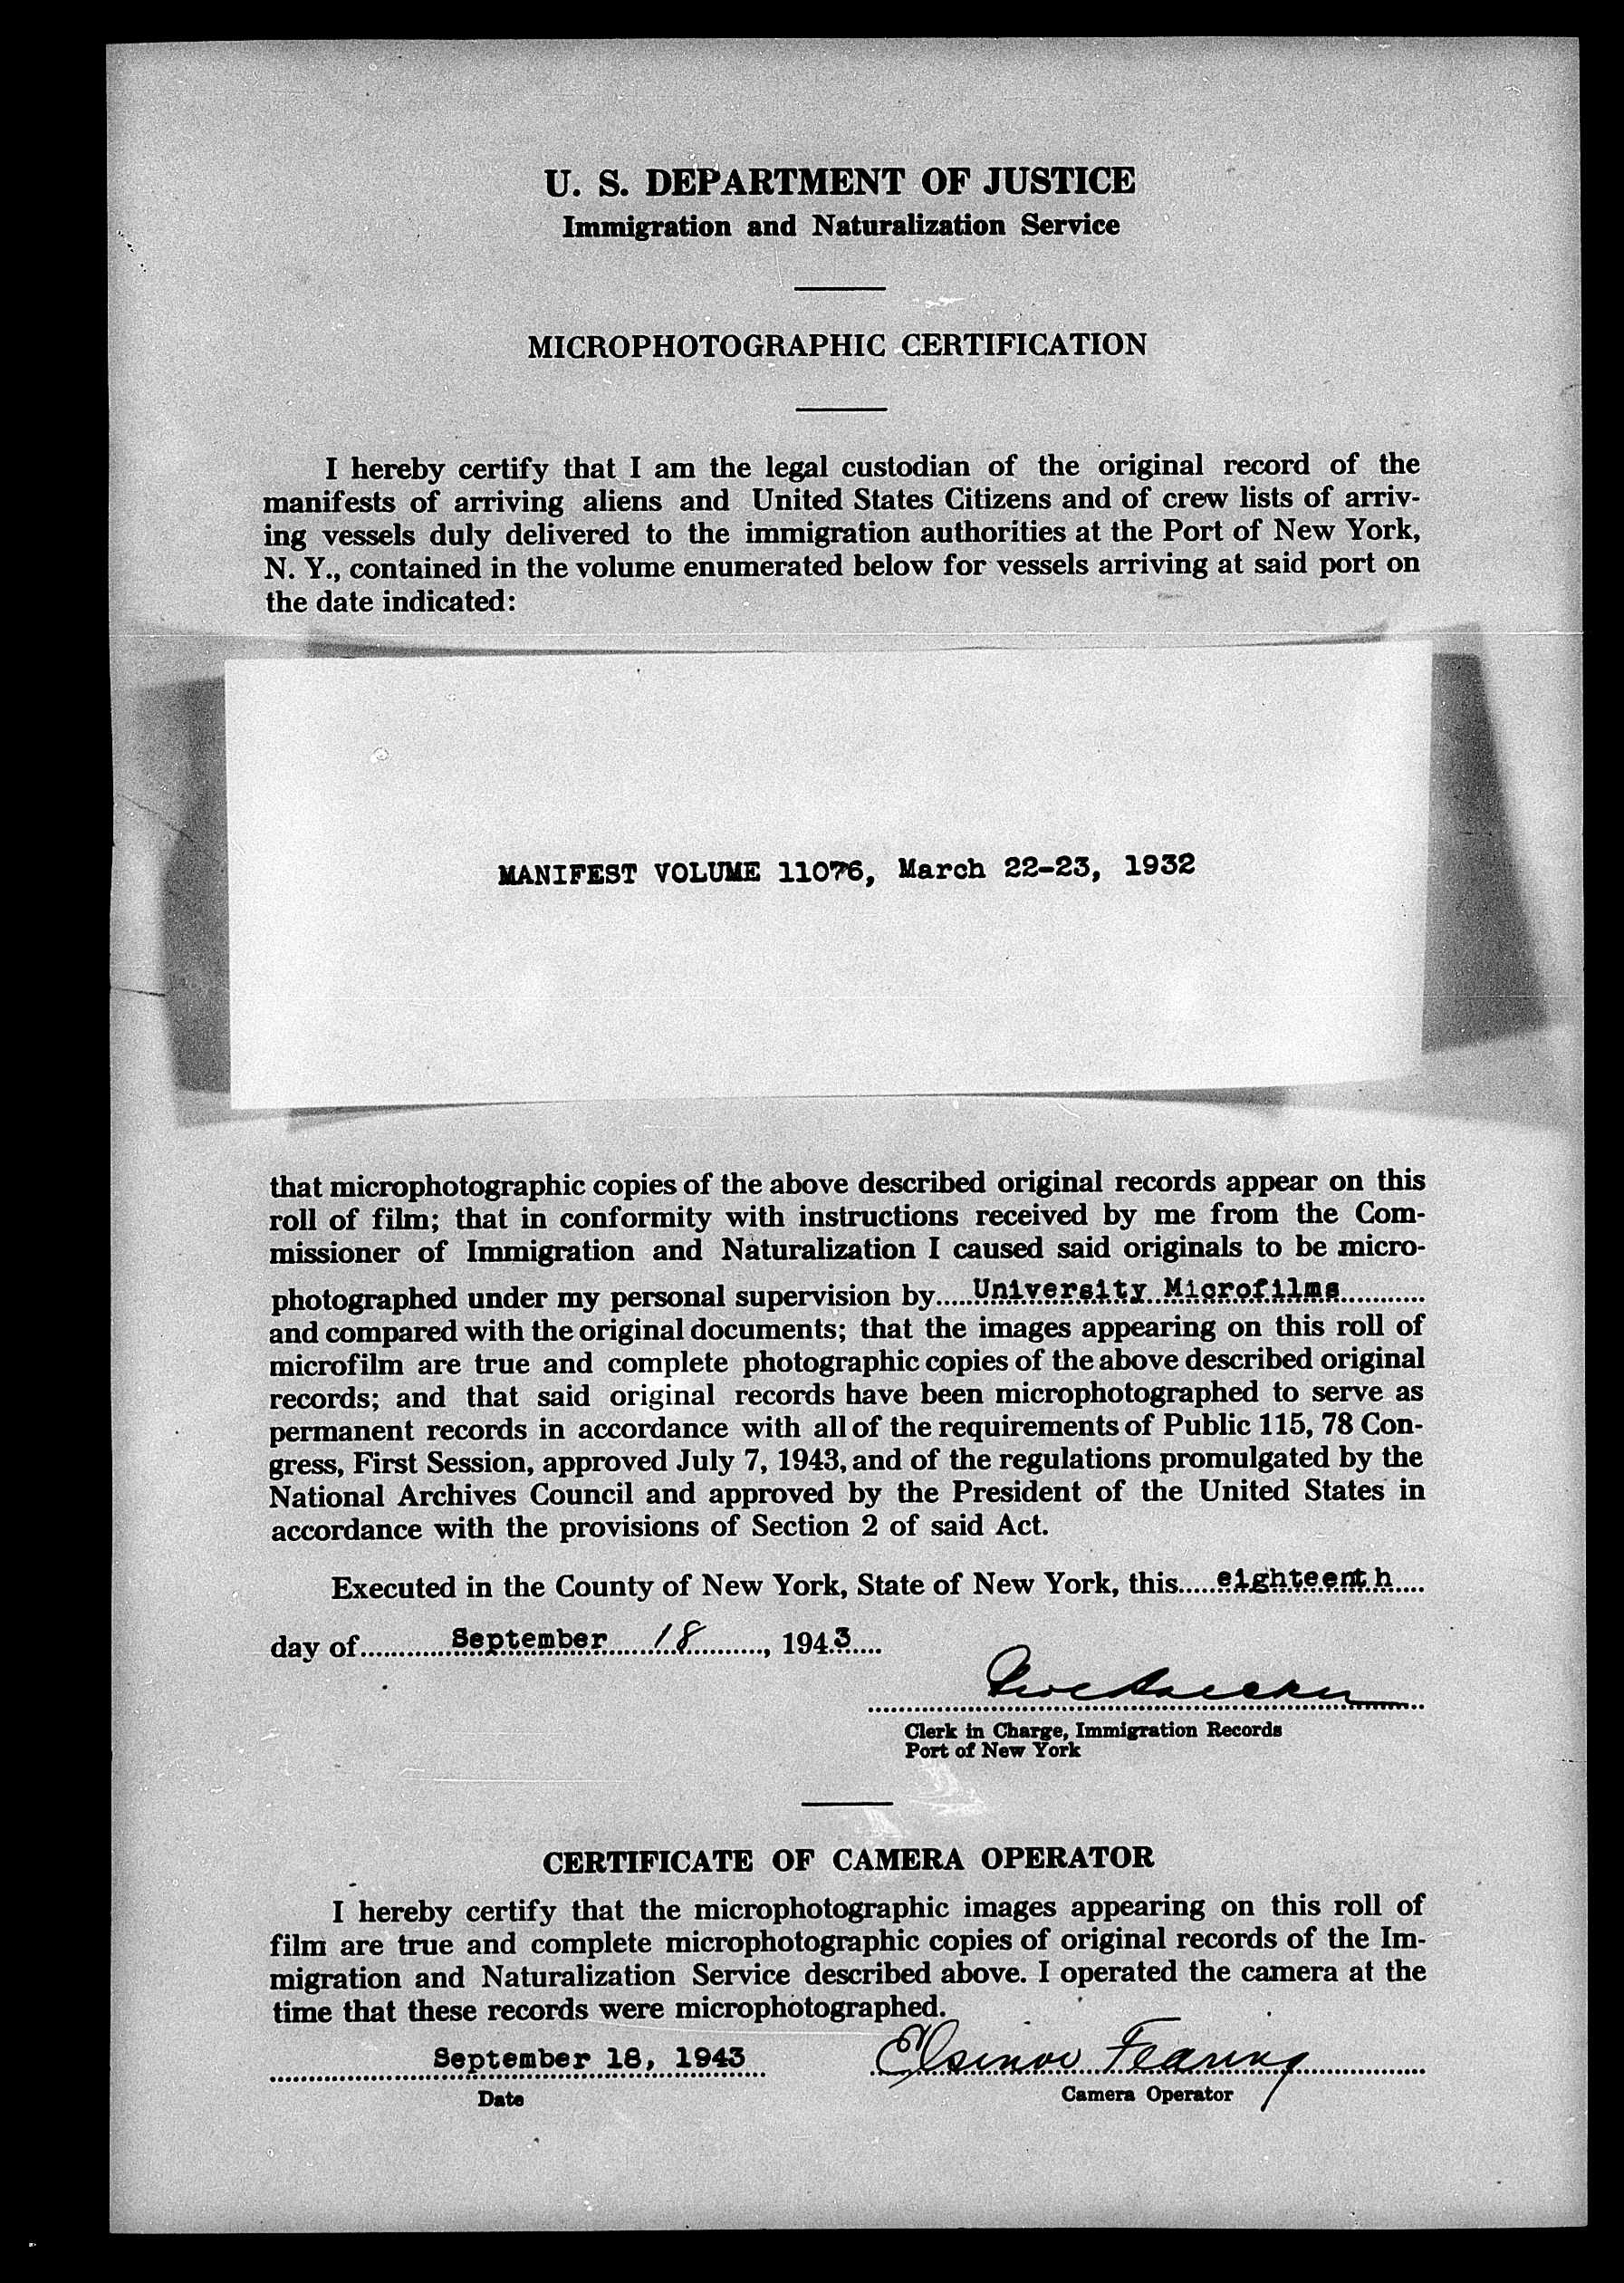 U. S. DEPARTMENT OF JUSTICE
Immigration and Naturalization Service
MICROPHOTOGRAPHIC CERTIFICATION
I hereby certify that I am the legal custodian of the original record of the
manifests of arriving aliens and United States Citizens and of crew lists of arriv-
ing vessels duly delivered to the immigration authorities at the Port of New York,
N. Y., contained in the volume enumerated below for vessels arriving at said port on
the date indicated:
MANIFEST VOLUME 11076, March 22-23, 1932
that microphotographic copies of the above described original records appear on this
roll of film; that in conformity with instructions received by me from the Com-
missioner of Immigration and Naturalization I caused said originals to be micro-
photographed under my personal supervision by.....University Microfilms...........
and compared with the original documents; that the images appearing on this roll of
microfilm are true and complete photographic copies of the above described original
records; and that said original records have been microphotographed to serve as
permanent records in accordance with all of the requirements of Public 115, 78 Con-
gress, First Session, approved July 7, 1943, and of the regulations promulgated by the
National Archives Council and approved by the President of the United States in
accordance with the provisions of Section 2 of said Act.
Executed in the County of New York, State of New York, this.....eighteenth....
day of............September......18.........., 1943....
Clerk in Charge, Immigration Records
Port of New York
CERTIFICATE OF CAMERA OPERATOR
I hereby certify that the microphotographic images appearing on this roll of
film are true and complete microphotographic copies of original records of the Im-
migration and Naturalization Service described above. I operated the camera at the
time that these records were microphotographed.
September 18, 1943
Date
Camera Operator